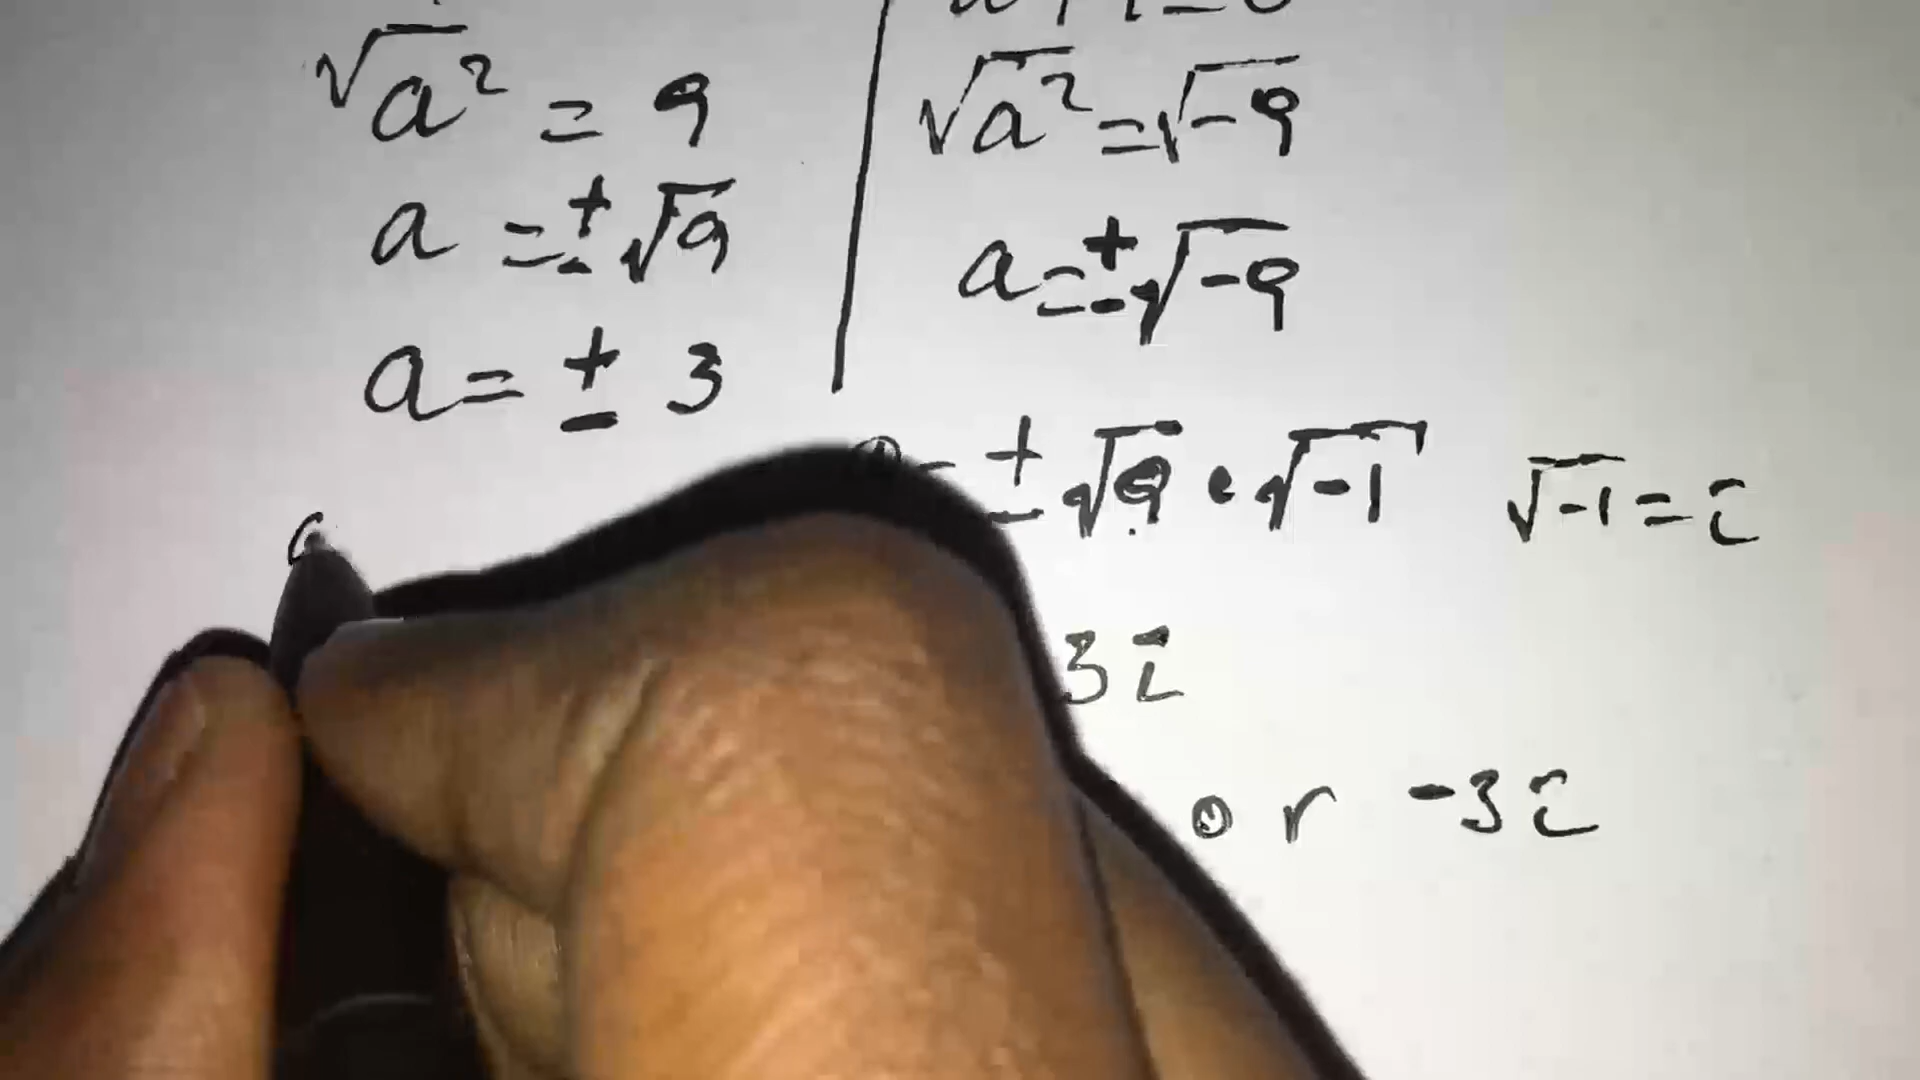 √a² = 9
a = ± √9
a = ± 3
√a² = √-9
a = ± √-9
± √9 • √-1 √-1 = i
3i
or -3i